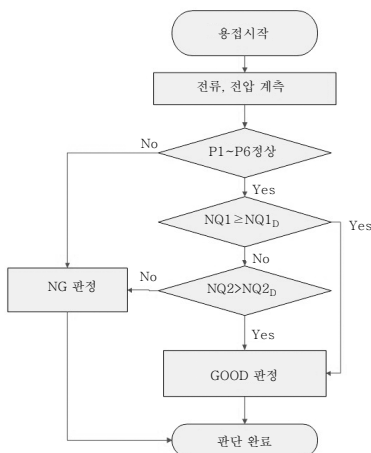 용접시작
전류, 전압 계측
P1~P6정상
No
Yes
NQ1≥NQ1D
Yes
No
NQ2>NQ2D
No
NG 판정
Yes
GOOD 판정
판단 완료